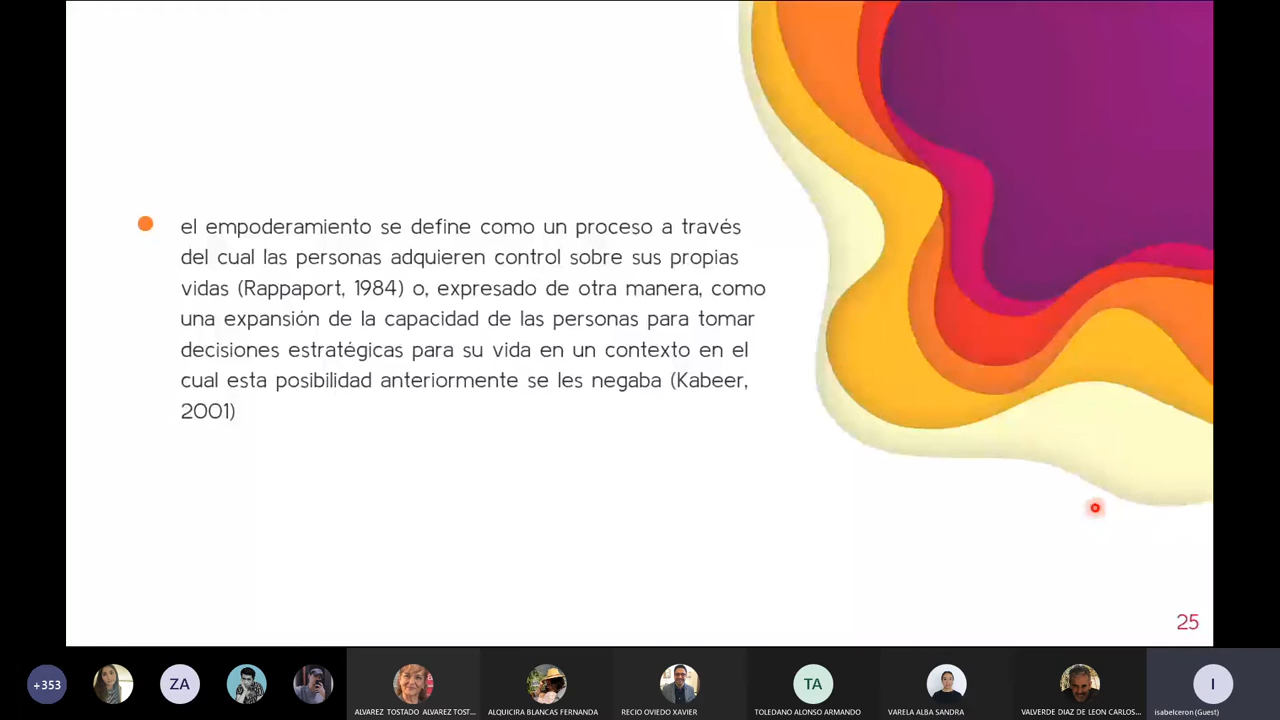 el empoderamiento se define como un proceso a través
del cual las personas adquieren control sobre sus propias
vidas (Rappaport, 1984) o, expresado de otra manera, como
una expansión de la capacidad de las personas para tomar
decisiones estratégicas para su vida en un contexto en el
cual esta posibilidad anteriormente se les negaba (Kabeer,
2001)
25
+353
ZA
TA
I
ALVAREZ TOSTADO ALVAREZ TOST...
ALQUICIRA BLANCAS FERNANDA
RECIO OVIEDO XAVIER
TOLEDANO ALONSO ARMANDO
VARELA ALBA SANDRA
VALVERDE DIAZ DE LEON CARLOS...
isabelceron (Guest)